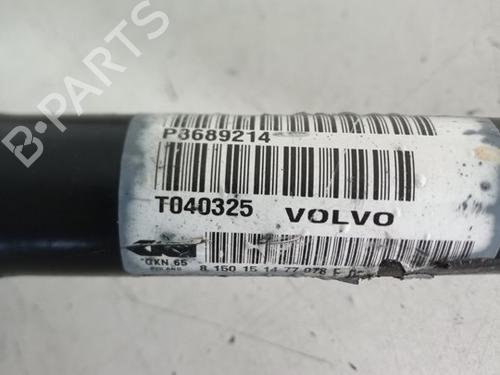 B-PARTS
P3689214
T040325 VOLVO
GKN 65
POLAND
8 150 15 14 77 078